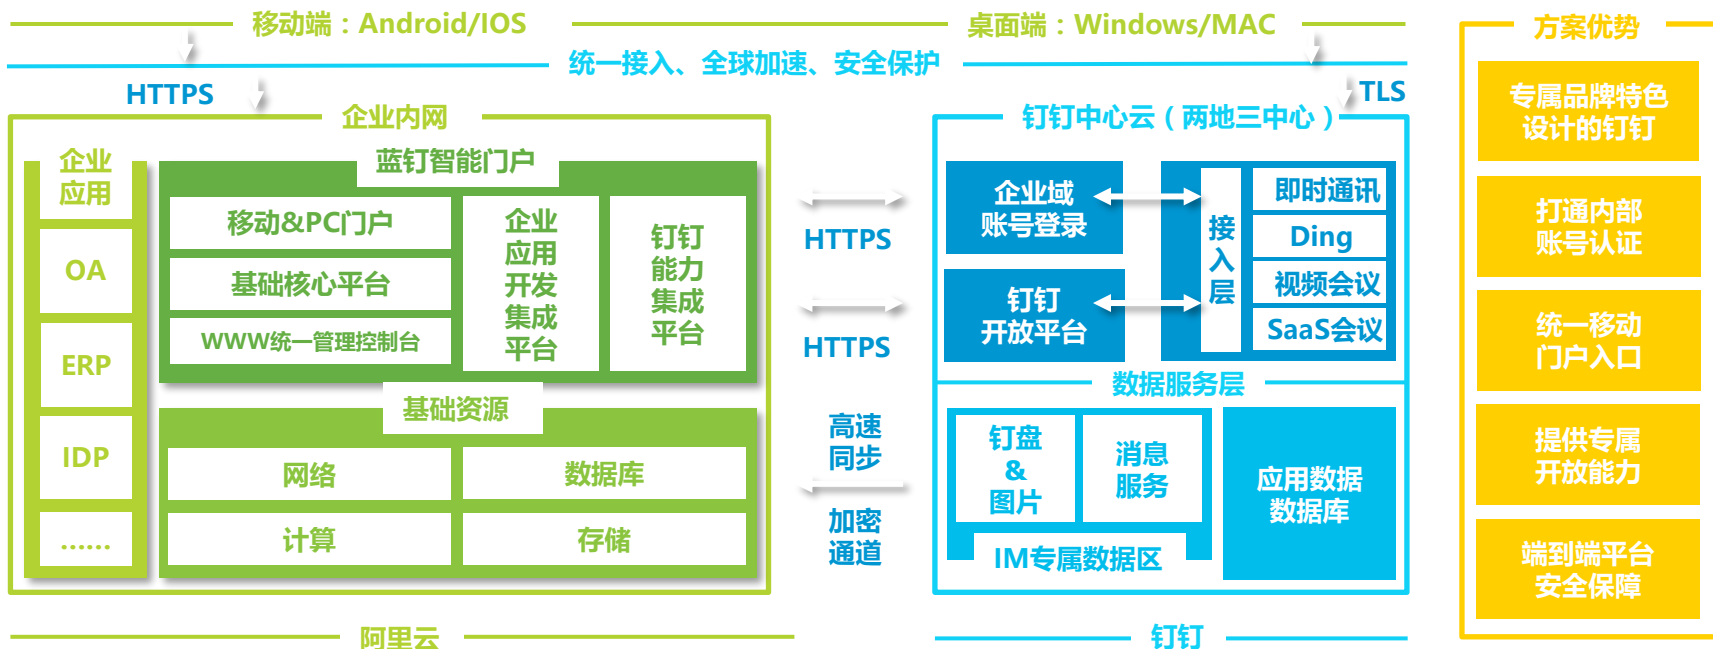 移动端：Android/IOS
桌面端：Windows/MAC
统一接入、全球加速、安全保护
HTTPS
TLS
企业内网
企业
应用
OA
ERP
IDP
……
蓝钉智能门户
移动&PC门户
基础核心平台
WWW统一管理控制台
企业
应用
开发
集成
平台
钉钉
能力
集成
平台
基础资源
网络
数据库
计算
存储
阿里云
HTTPS
HTTPS
高速
同步
加密
通道
钉钉中心云（两地三中心）
企业域
账号登录
钉钉
开放平台
接
入
层
即时通讯
Ding
视频会议
SaaS会议
数据服务层
钉盘
&
图片
消息
服务
IM专属数据区
应用数据
数据库
钉钉
方案优势
专属品牌特色
设计的钉钉
打通内部
账号认证
统一移动
门户入口
提供专属
开放能力
端到端平台
安全保障